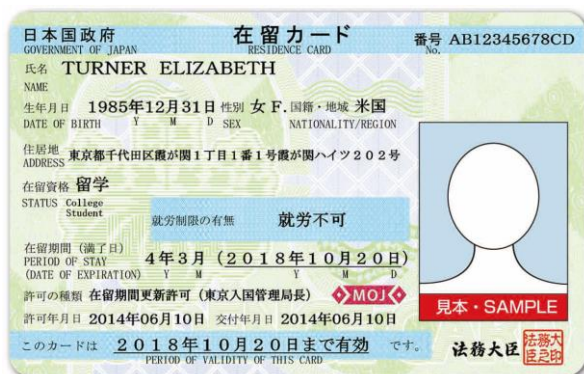 日本国政府 在留カード 番号 AB12345678CD
GOVERNMENT OF JAPAN RESIDENCE CARD No.
氏名 TURNER ELIZABETH
NAME
生年月日 1985年12月31日 性別 女 F. 国籍・地域 米国
DATE OF BIRTH Y M D SEX NATIONALITY/REGION
住居地 東京都千代田区霞が関1丁目1番1号霞が関ハイツ202号
ADDRESS
在留資格 留学
STATUS College Student
就労制限の有無 就労不可
在留期間(満了日) 4年3月(2018年10月20日)
PERIOD OF STAY
(DATE OF EXPIRATION) Y M Y M D
許可の種類 在留期間更新許可(東京入国管理局長) MOJ
見本・SAMPLE
許可年月日 2014年06月10日 交付年月日 2014年06月10日
このカードは 2018年10月20日まで有効 です。
PERIOD OF VALIDITY OF THIS CARD
法務大臣 法務大臣之印